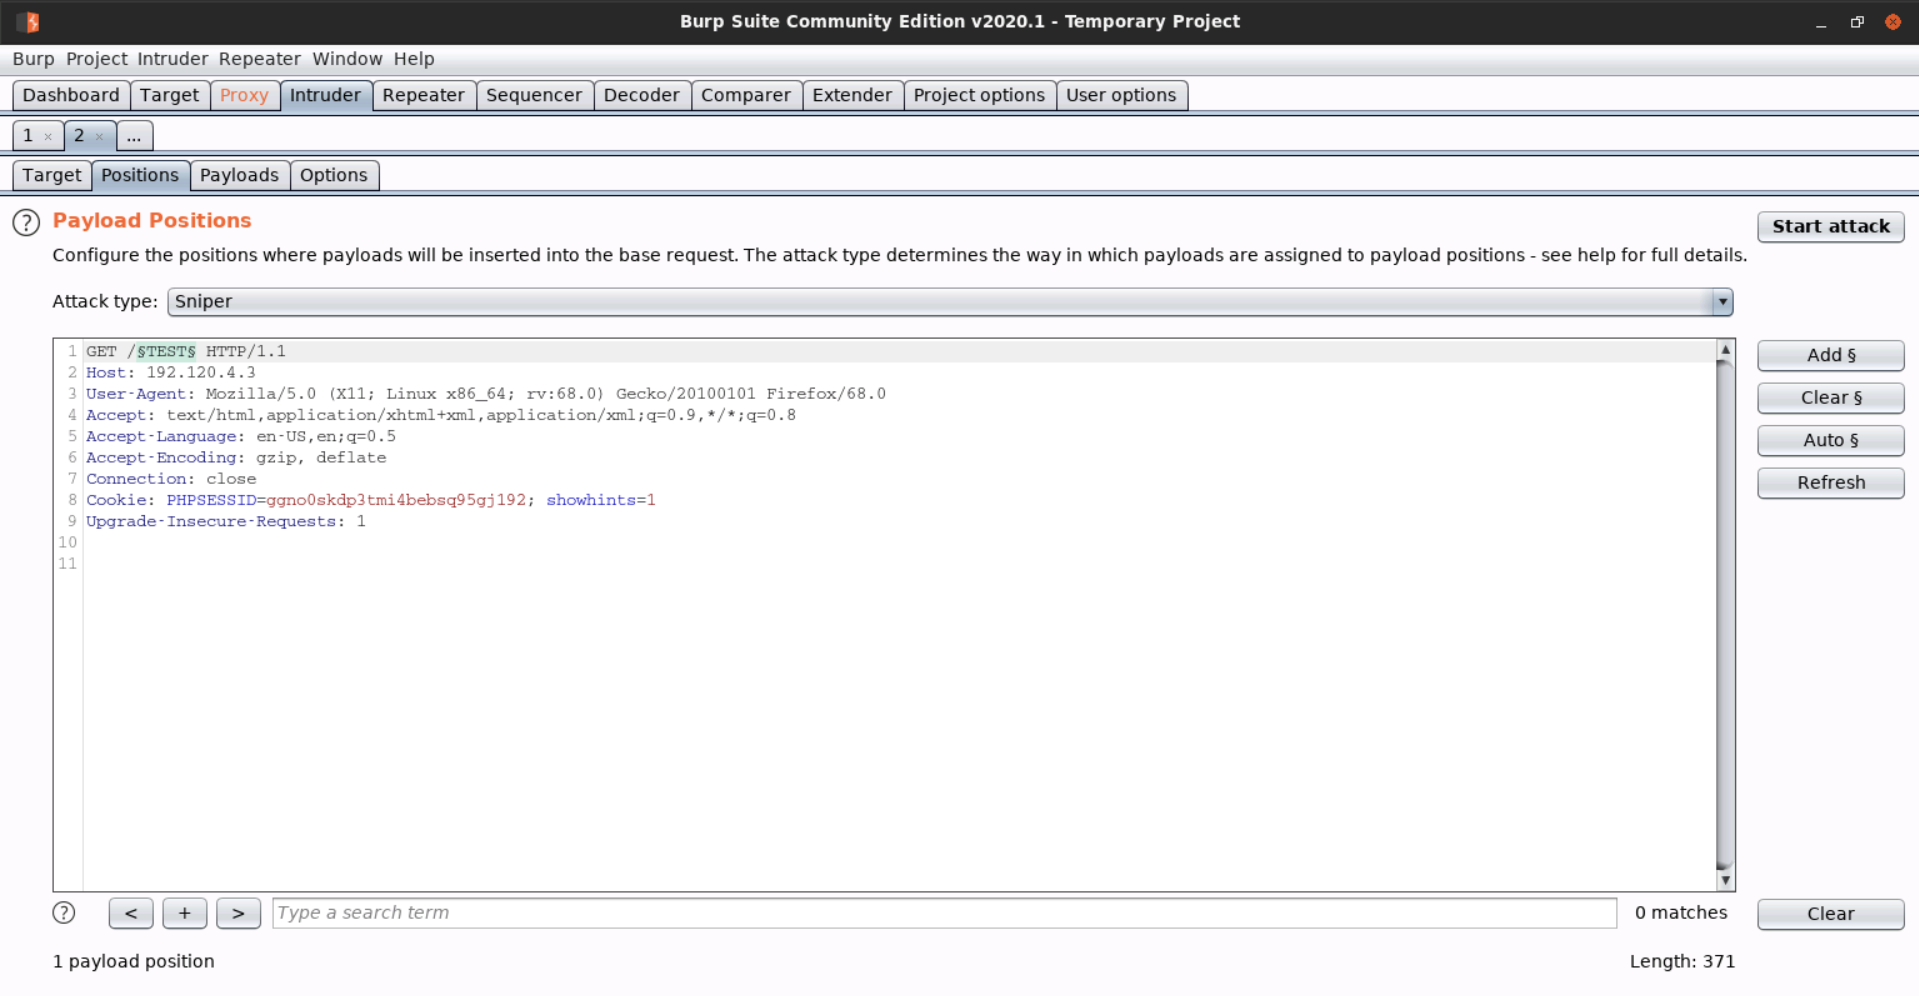 Burp Suite Community Edition v2020.1 - Temporary Project
Burp Project Intruder Repeater Window Help
Dashboard Target Proxy Intruder Repeater Sequencer Decoder Comparer Extender Project options User options
1 × 2 × ...
Target Positions Payloads Options
? Payload Positions
Start attack
Configure the positions where payloads will be inserted into the base request. The attack type determines the way in which payloads are assigned to payload positions - see help for full details.
Attack type: Sniper
1 GET /§TEST§ HTTP/1.1
2 Host: 192.120.4.3
3 User-Agent: Mozilla/5.0 (X11; Linux x86_64; rv:68.0) Gecko/20100101 Firefox/68.0
4 Accept: text/html,application/xhtml+xml,application/xml;q=0.9,*/*;q=0.8
5 Accept-Language: en-US,en;q=0.5
6 Accept-Encoding: gzip, deflate
7 Connection: close
8 Cookie: PHPSESSID=ggno0skdp3tmi4bebsq95gj192; showhints=1
9 Upgrade-Insecure-Requests: 1
10
11
Add §
Clear §
Auto §
Refresh
? < + > Type a search term 0 matches Clear
1 payload position Length: 371